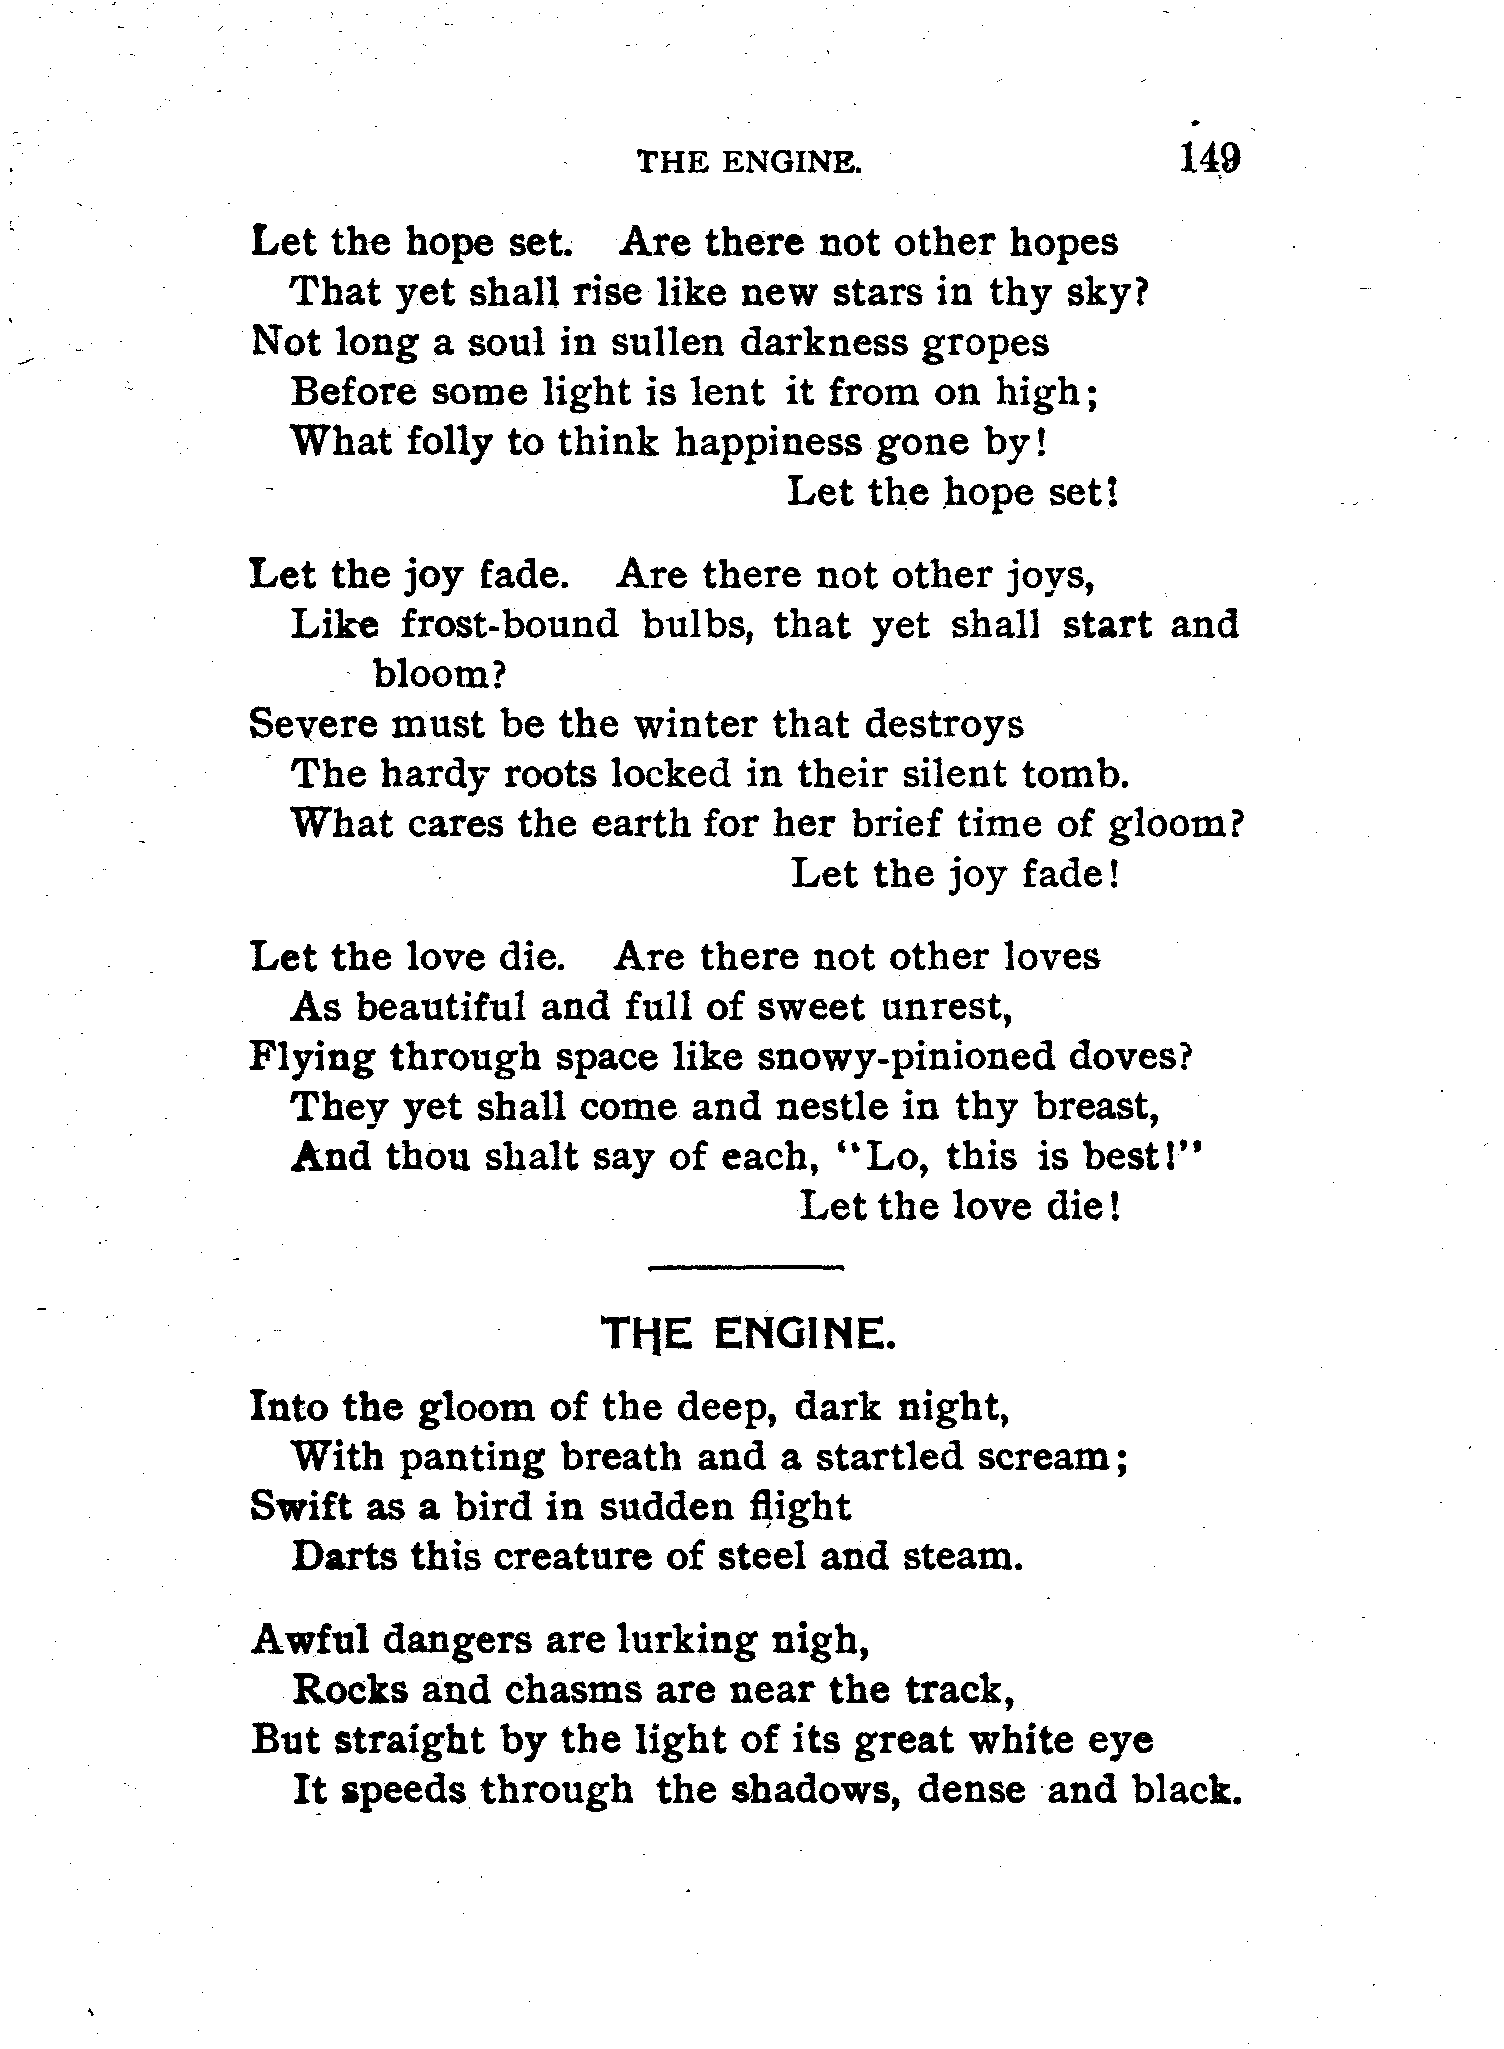 THE ENGINE. 149
Let the hope set. Are there not other hopes
That yet shall rise like new stars in thy sky?
Not long a soul in sullen darkness gropes
Before some light is lent it from on high;
What folly to think happiness gone by!
Let the hope set!
Let the joy fade. Are there not other joys,
Like frost-bound bulbs, that yet shall start and
bloom?
Severe must be the winter that destroys
The hardy roots locked in their silent tomb.
What cares the earth for her brief time of gloom?
Let the joy fade!
Let the love die. Are there not other loves
As beautiful and full of sweet unrest,
Flying through space like snowy-pinioned doves?
They yet shall come and nestle in thy breast,
And thou shalt say of each, "Lo, this is best!"
Let the love die!
THE ENGINE.
Into the gloom of the deep, dark night,
With panting breath and a startled scream;
Swift as a bird in sudden flight
Darts this creature of steel and steam.
Awful dangers are lurking nigh,
Rocks and chasms are near the track,
But straight by the light of its great white eye
It speeds through the shadows, dense and black.